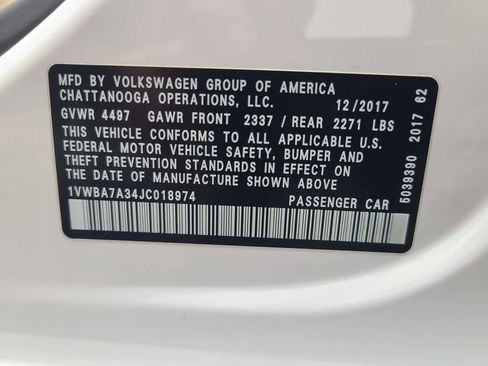 MFD BY VOLKSWAGEN GROUP OF AMERICA
CHATTANOOGA OPERATIONS, LLC. 12/2017
GVWR 4497 GAWR FRONT 2337/REAR 2271 LBS
THIS VEHICLE CONFORMS TO ALL APPLICABLE U.S.
FEDERAL MOTOR VEHICLE SAFETY, BUMPER AND
THEFT PREVENTION STANDARDS IN EFFECT ON
THE DATE OF MANUFACTURE SHOWN ABOVE
1VWBA7A34JC018974 PASSENGER CAR
5039390 2017 62